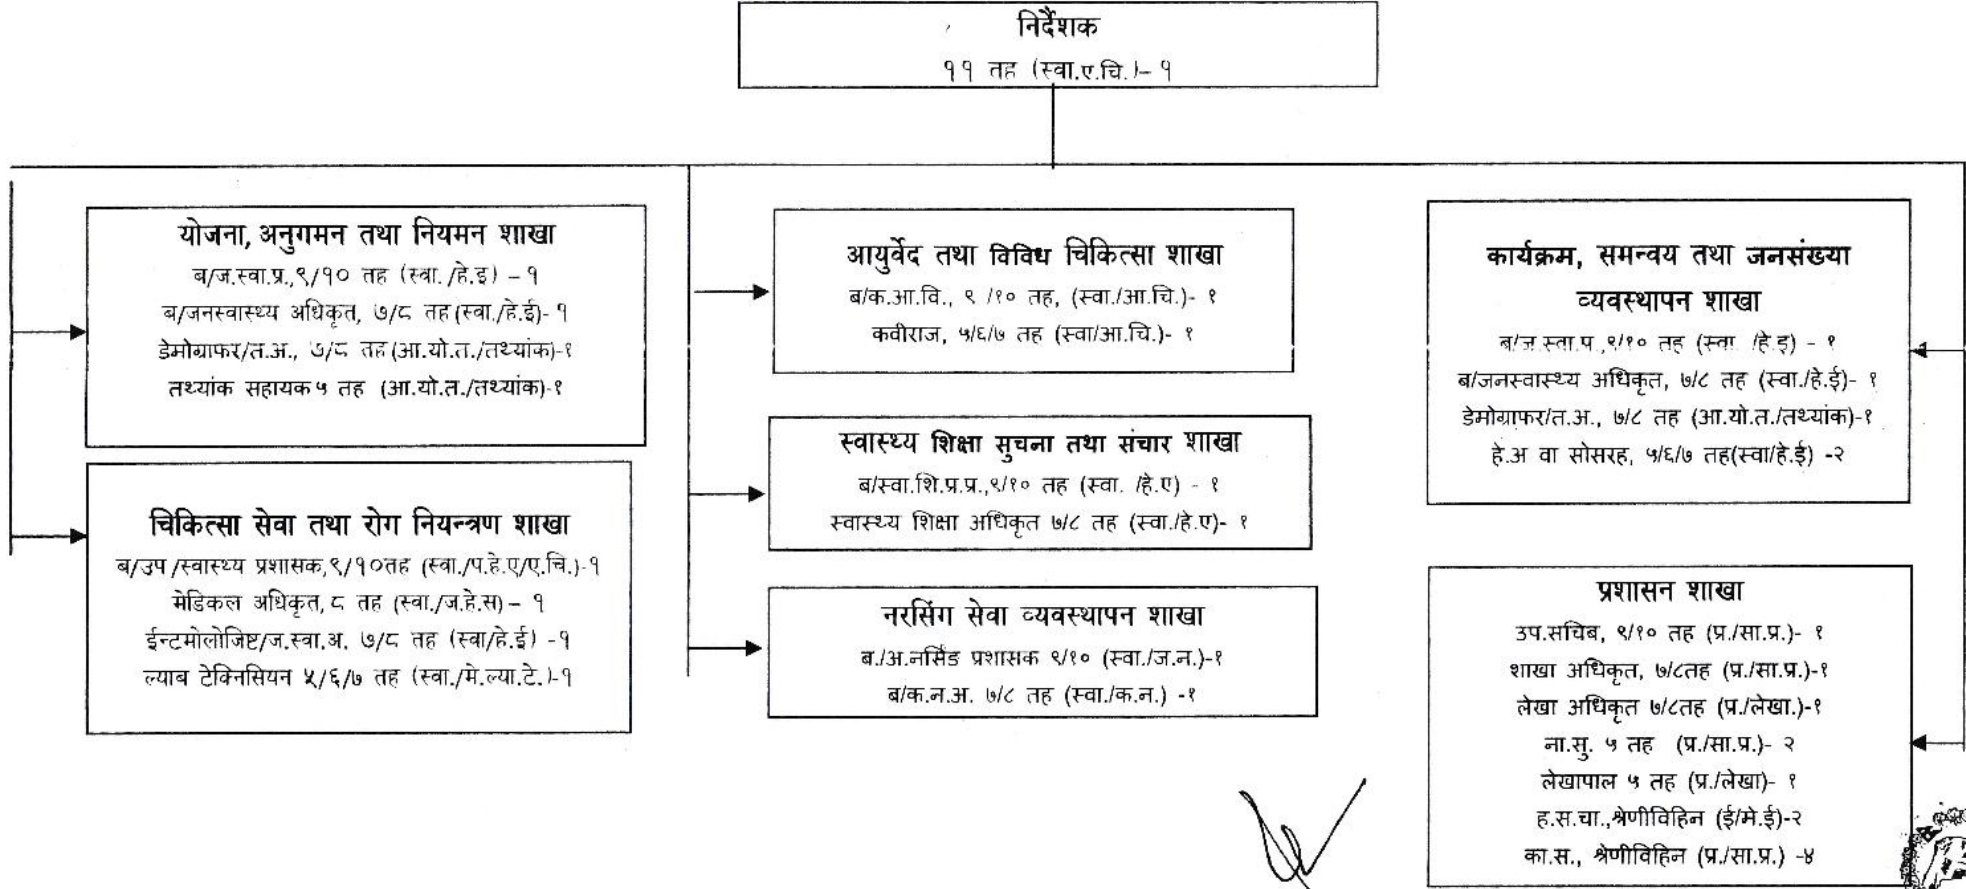 निर्देशक
११ तह (स्वा.ए.चि.)– १
योजना, अनुगमन तथा नियमन शाखा
ब/ज.स्वा.प्र.,९/१० तह (स्वा./हे.इ) – १
ब/जनस्वास्थ्य अधिकृत, ७/८ तह (स्वा./हे.ई)- १
डेमोग्राफर/त.अ., ७/८ तह (आ.यो.त./तथ्यांक)-१
तथ्यांक सहायक ५ तह (आ.यो.त./तथ्यांक)-१
चिकित्सा सेवा तथा रोग नियन्त्रण शाखा
ब/उप/स्वास्थ्य प्रशासक,९/१०तह (स्वा./प.हे.ए/ए.चि.)-१
मेडिकल अधिकृत, ८ तह (स्वा./ज.हे.स) – १
ईन्टमोलोजिष्ट/ज.स्वा.अ. ७/८ तह (स्वा/हे.ई) -१
ल्याब टेक्निसियन ५/६/७ तह (स्वा./मे.ल्या.टे.)-१
आयुर्वेद तथा विविध चिकित्सा शाखा
ब/क.आ.वि., ९ /१० तह, (स्वा./आ.चि.)- १
कवीराज, ५/६/७ तह (स्वा/आ.चि.)- १
स्वास्थ्य शिक्षा सुचना तथा संचार शाखा
ब/स्वा.शि.प्र.प्र.,९/१० तह (स्वा. /हे.ए) - १
स्वास्थ्य शिक्षा अधिकृत ७/८ तह (स्वा./हे.ए)- १
नरसिंग सेवा व्यवस्थापन शाखा
ब./अ.नर्सिङ प्रशासक ९/१० (स्वा./ज.न.)-१
ब/क.न.अ. ७/८ तह (स्वा./क.न.) -१
कार्यक्रम, समन्वय तथा जनसंख्या
व्यवस्थापन शाखा
ब/ज.स्वा.प.,९/१० तह (स्वा. /हे.इ) - १
ब/जनस्वास्थ्य अधिकृत, ७/८ तह (स्वा./हे.ई)- १
डेमोग्राफर/त.अ., ७/८ तह (आ.यो.त./तथ्यांक)-१
हे.अ वा सोसरह, ५/६/७ तह(स्वा/हे.ई) -२
प्रशासन शाखा
उप.सचिब, ९/१० तह (प्र./सा.प्र.)- १
शाखा अधिकृत, ७/८तह (प्र./सा.प्र.)-१
लेखा अधिकृत ७/८तह (प्र./लेखा.)-१
ना.सु. ५ तह (प्र./सा.प्र.)- २
लेखापाल ५ तह (प्र./लेखा)- १
ह.स.चा.,श्रेणीविहिन (ई/मे.ई)-२
का.स., श्रेणीविहिन (प्र./सा.प्र.) -४